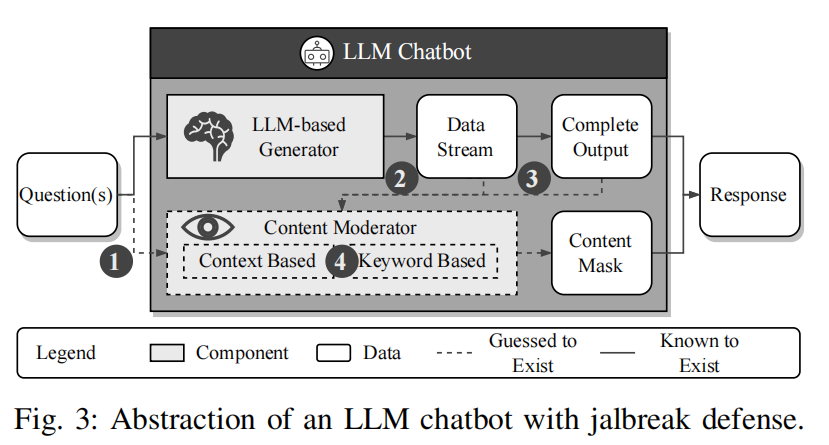 LLM Chatbot
LLM-based
Generator
Data
Stream
Complete
Output
Question(s)
2
3
Response
1
Content Moderator
Context Based
4
Keyword Based
Content
Mask
Legend
Component
Data
Guessed to
Exist
Known to
Exist
Fig. 3: Abstraction of an LLM chatbot with jalbreak defense.